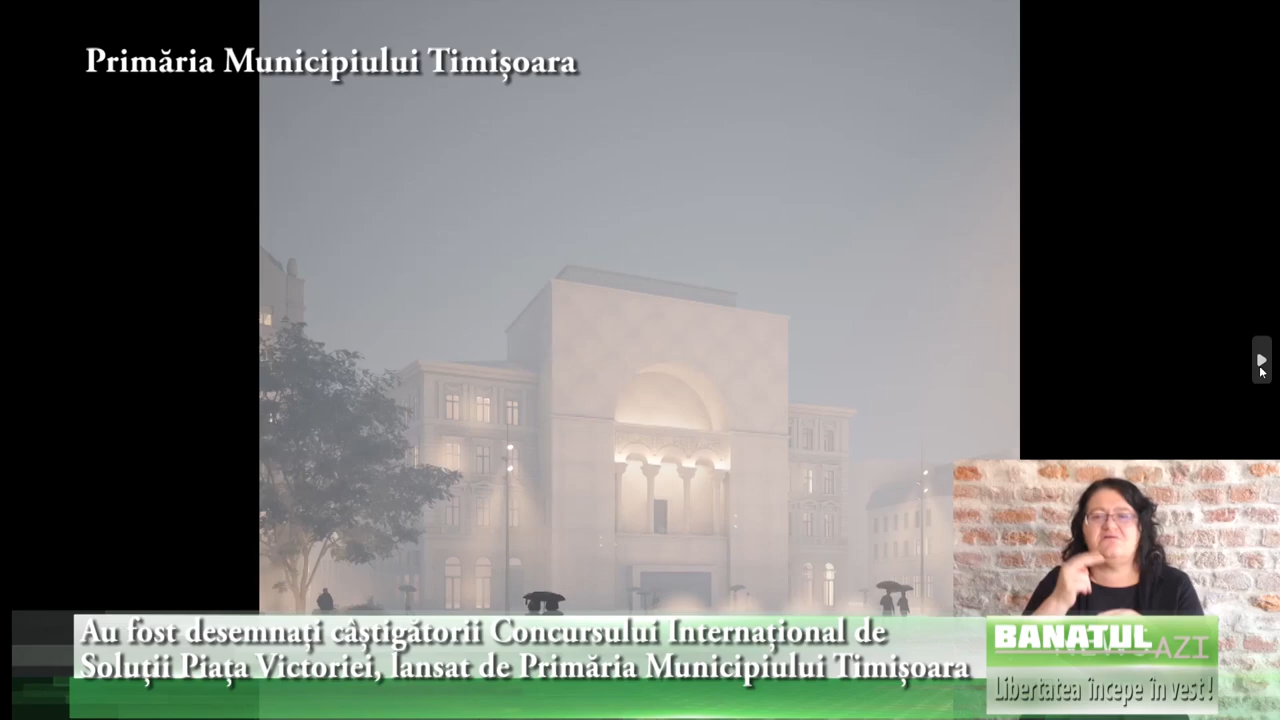 Primăria Municipiului Timișoara
Au fost desemnați câștigătorii Concursului Internațional de
Soluții Piața Victoriei, lansat de Primăria Municipiului Timișoara
BANATUL
NEWS AZI
Libertatea începe în vest!